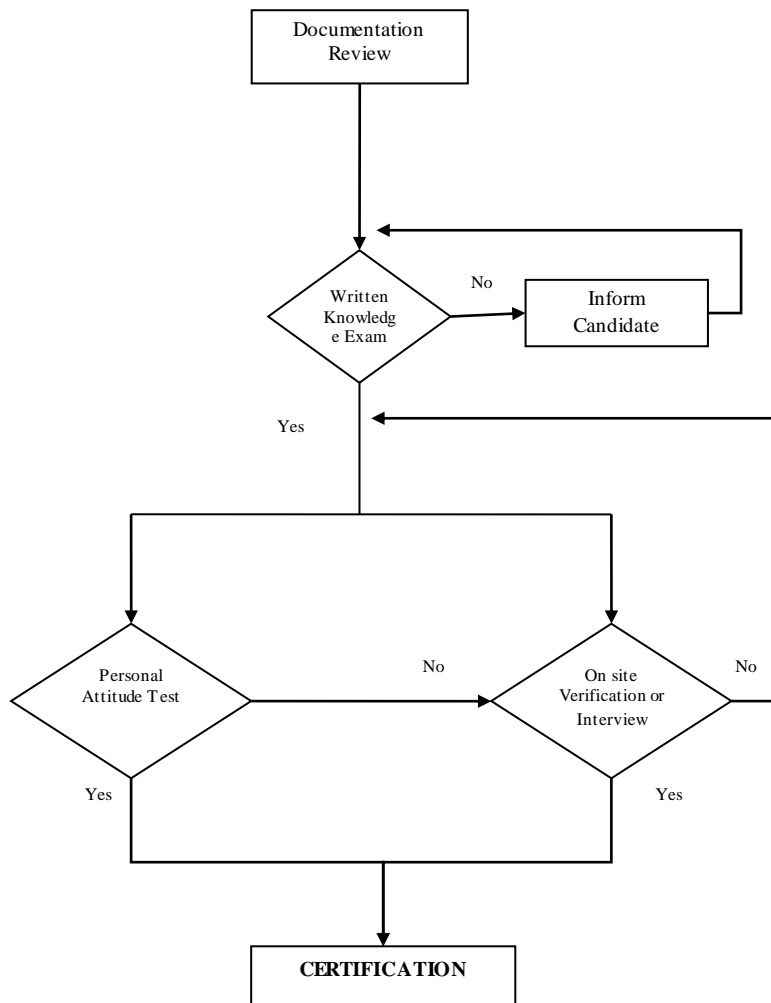 Documentation
Review
Written
Knowledg
e Exam
No
Inform
Candidate
Yes
Personal
Attitude Test
No
On site
Verification or
Interview
No
Yes
Yes
CERTIFICATION